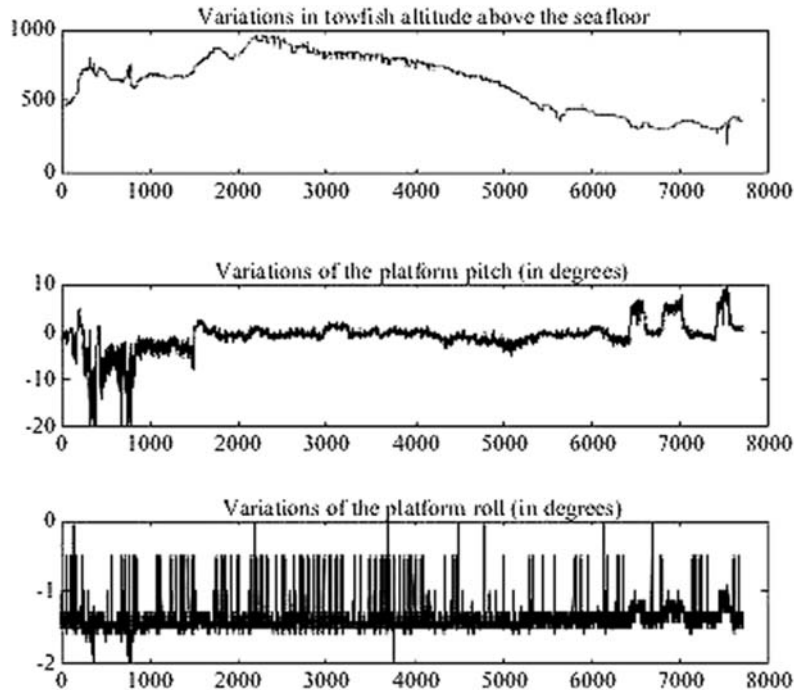 Variations in towfish altitude above the seafloor
1000
500
0
0 1000 2000 3000 4000 5000 6000 7000 8000
Variations of the platform pitch (in degrees)
10
0
-10
-20
0 1000 2000 3000 4000 5000 6000 7000 8000
Variations of the platform roll (in degrees)
0
-1
-2
0 1000 2000 3000 4000 5000 6000 7000 8000